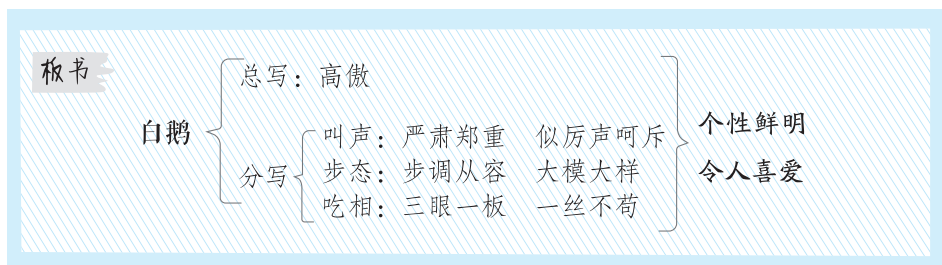 板书
总写：高傲
白鹅
分写
叫声：严肃郑重 似厉声呵斥
步态：步调从容 大模大样
吃相：三眼一板 一丝不苟
个性鲜明
令人喜爱